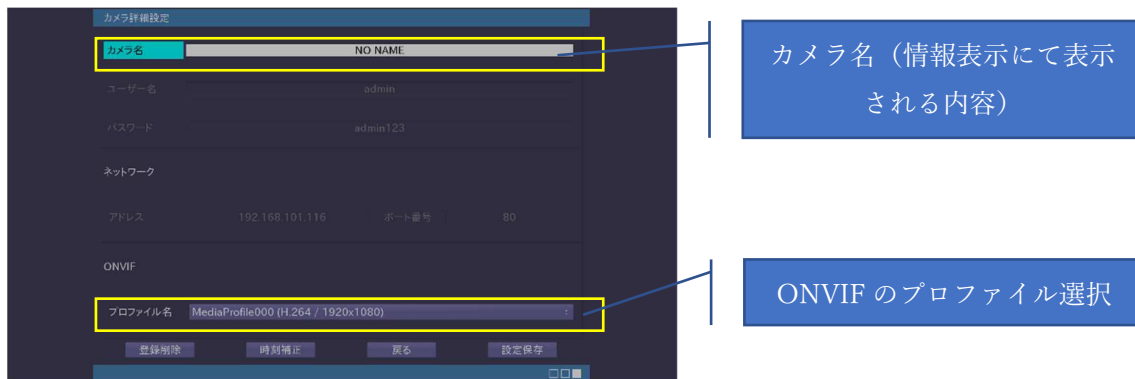 カメラ詳細設定
カメラ名 NO NAME
ユーザー名 admin
パスワード admin123
ネットワーク
アドレス 192.168.101.116 ポート番号 80
ONVIF
プロファイル名 MediaProfile000 (H.264 / 1920x1080)
登録削除 時刻補正 戻る 設定保存
カメラ名（情報表示にて表示
される内容）
ONVIF のプロファイル選択